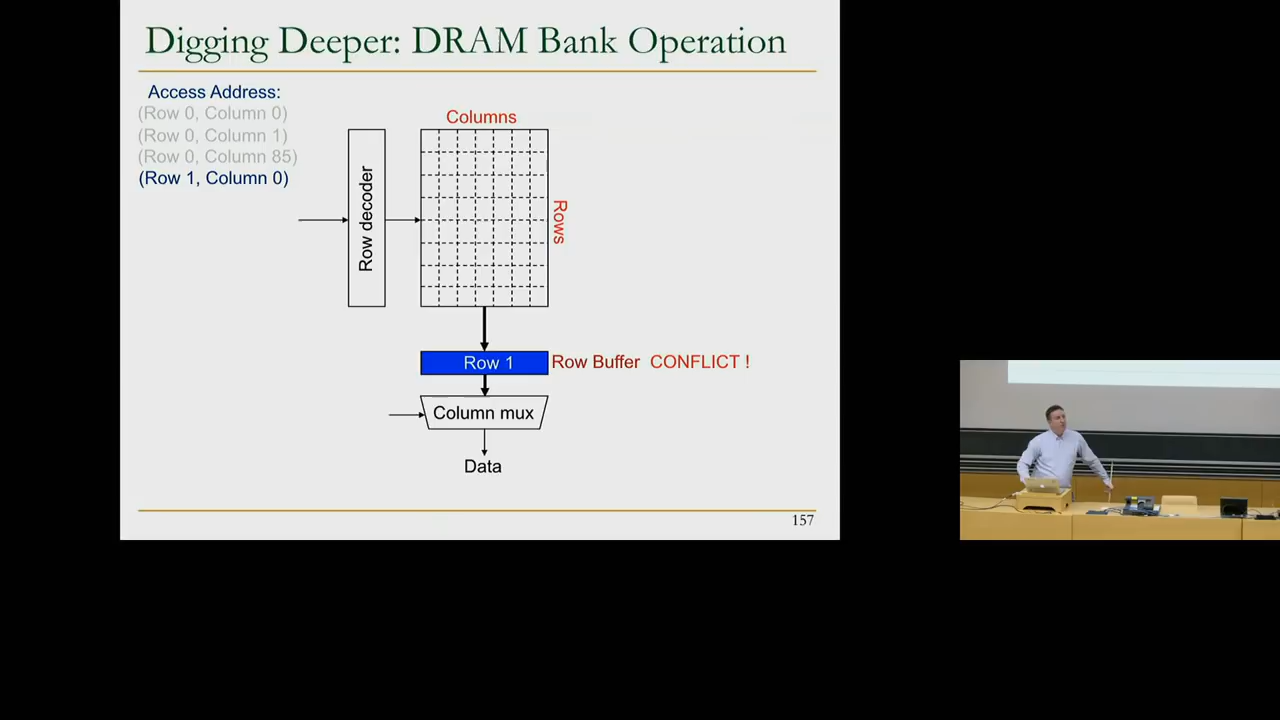 Digging Deeper: DRAM Bank Operation
Access Address:
(Row 0, Column 0)
(Row 0, Column 1)
(Row 0, Column 85)
(Row 1, Column 0)
Columns
Row decoder
Rows
Row 1
Row Buffer CONFLICT !
Column mux
Data
157